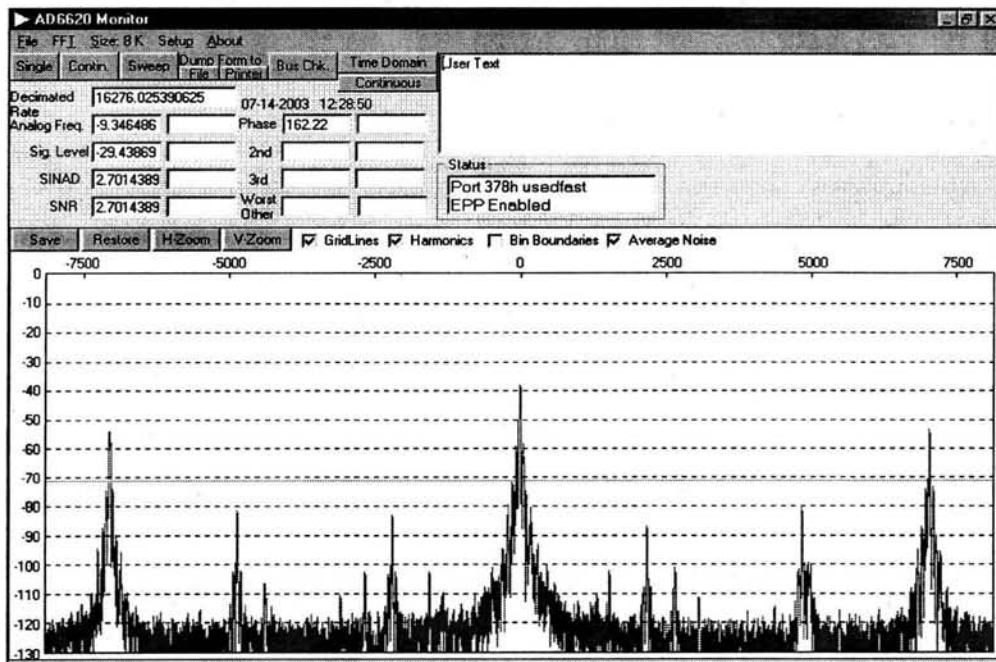 AD6620 Monitor
File FFT Size: 8 K Setup About
Single Contin. Sweep Dump File Form to Printer Bus Chk. Time Domain
Continuous
User Text
Decimated Rate 16276.025390625 07-14-2003 12:28:50
Analog Freq. -9.346486 Phase 162.22
Sig. Level -29.43869 2nd
SINAD 2.7014389 3rd
SNR 2.7014389 Worst Other
Status
Port 378h usedfast
EPP Enabled
Save Restore H-Zoom V-Zoom GridLines Harmonics Bin Boundaries Average Noise
-7500 -5000 -2500 0 2500 5000 7500
0
-10
-20
-30
-40
-50
-60
-70
-80
-90
-100
-110
-120
-130